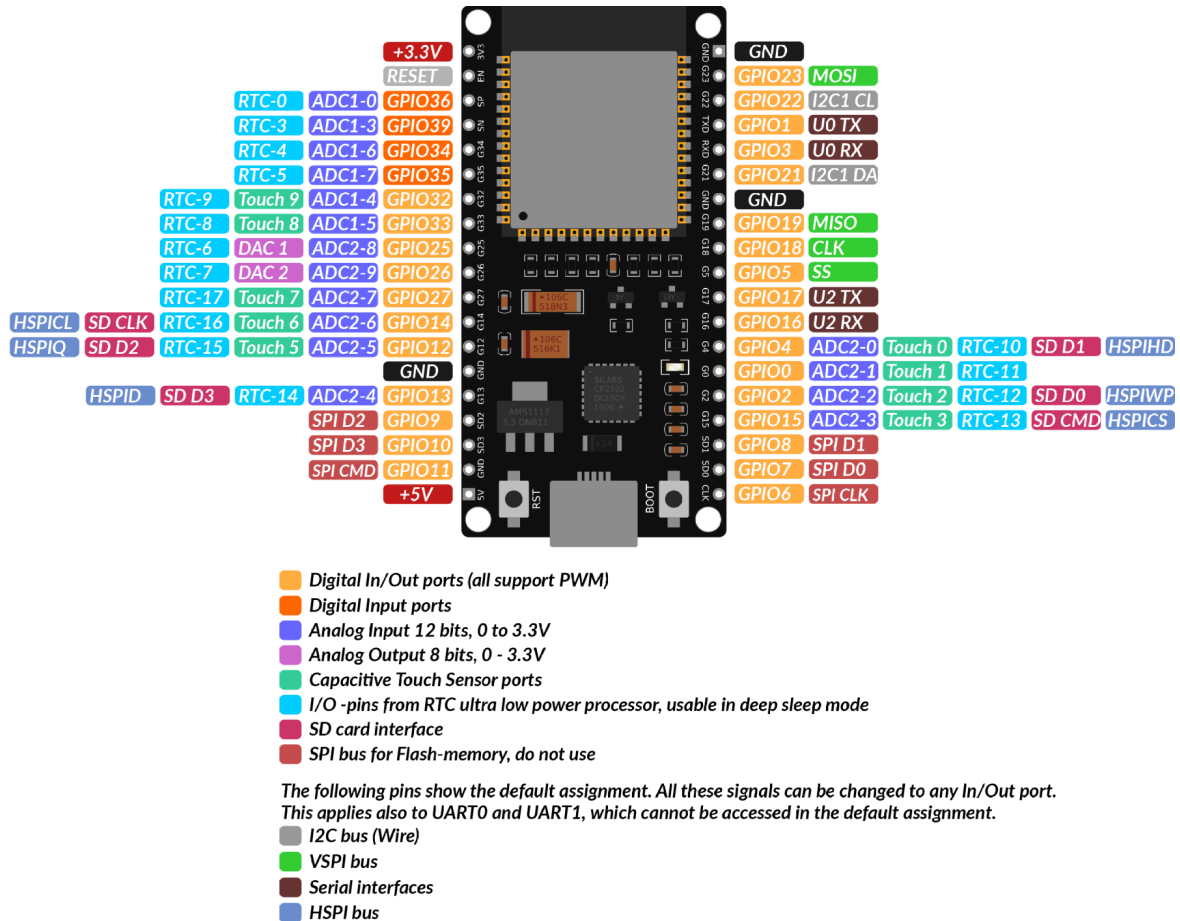 +3.3V 3V3 GND GND
RESET EN G23 GPIO23 MOSI
RTC-0 ADC1-0 GPIO36 SP G22 GPIO22 I2C1 CL
RTC-3 ADC1-3 GPIO39 SN TXD GPIO1 U0 TX
RTC-4 ADC1-6 GPIO34 G34 RXD GPIO3 U0 RX
RTC-5 ADC1-7 GPIO35 G35 G21 GPIO21 I2C1 DA
RTC-9 Touch 9 ADC1-4 GPIO32 G32 GND GND
RTC-8 Touch 8 ADC1-5 GPIO33 G33 G19 GPIO19 MISO
RTC-6 DAC 1 ADC2-8 GPIO25 G25 G18 GPIO18 CLK
RTC-7 DAC 2 ADC2-9 GPIO26 G26 G5 GPIO5 SS
RTC-17 Touch 7 ADC2-7 GPIO27 G27 G17 GPIO17 U2 TX
HSPICL SD CLK RTC-16 Touch 6 ADC2-6 GPIO14 G14 G16 GPIO16 U2 RX
HSPIQ SD D2 RTC-15 Touch 5 ADC2-5 GPIO12 G12 G4 GPIO4 ADC2-0 Touch 0 RTC-10 SD D1 HSPIHD
GND GND G0 GPIO0 ADC2-1 Touch 1 RTC-11
HSPID SD D3 RTC-14 ADC2-4 GPIO13 G13 G2 GPIO2 ADC2-2 Touch 2 RTC-12 SD D0 HSPIWP
SPI D2 GPIO9 SD2 G15 GPIO15 ADC2-3 Touch 3 RTC-13 SD CMD HSPICS
SPI D3 GPIO10 SD3 SD1 GPIO8 SPI D1
SPI CMD GPIO11 GND SD0 GPIO7 SPI D0
+5V 5V CLK GPIO6 SPI CLK
106C
518N3
106C
516K1
SILABS
CP2102
AMS1117
3.3 DN811
RST
BOOT
Digital In/Out ports (all support PWM)
Digital Input ports
Analog Input 12 bits, 0 to 3.3V
Analog Output 8 bits, 0 - 3.3V
Capacitive Touch Sensor ports
I/O -pins from RTC ultra low power processor, usable in deep sleep mode
SD card interface
SPI bus for Flash-memory, do not use
The following pins show the default assignment. All these signals can be changed to any In/Out port.
This applies also to UART0 and UART1, which cannot be accessed in the default assignment.
I2C bus (Wire)
VSPI bus
Serial interfaces
HSPI bus